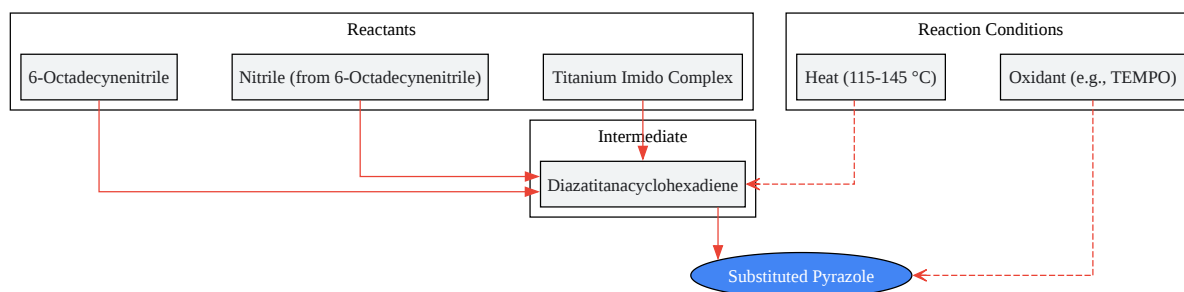 Reactants
Reaction Conditions
6-Octadecynenitrile
Nitrile (from 6-Octadecynenitrile)
Titanium Imido Complex
Heat (115-145 °C)
Oxidant (e.g., TEMPO)
Intermediate
Diazatitanacyclohexadiene
Substituted Pyrazole